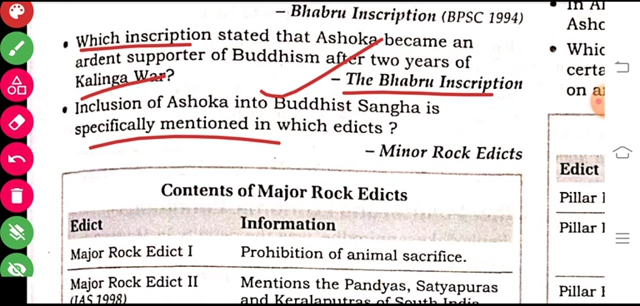 – Bhabru Inscription (BPSC 1994)
• Which inscription stated that Ashoka became an
ardent supporter of Buddhism after two years of
Kalinga War?
– The Bhabru Inscription
• Inclusion of Ashoka into Buddhist Sangha is
specifically mentioned in which edicts ?
– Minor Rock Edicts
Contents of Major Rock Edicts
Edict Information
Major Rock Edict I Prohibition of animal sacrifice.
Major Rock Edict II Mentions the Pandyas, Satyapuras
(IAS 1998) and Keralaputras of South India
Ashc
• Whic
certa
on a
Edict
Pillar
Pillar
Pillar